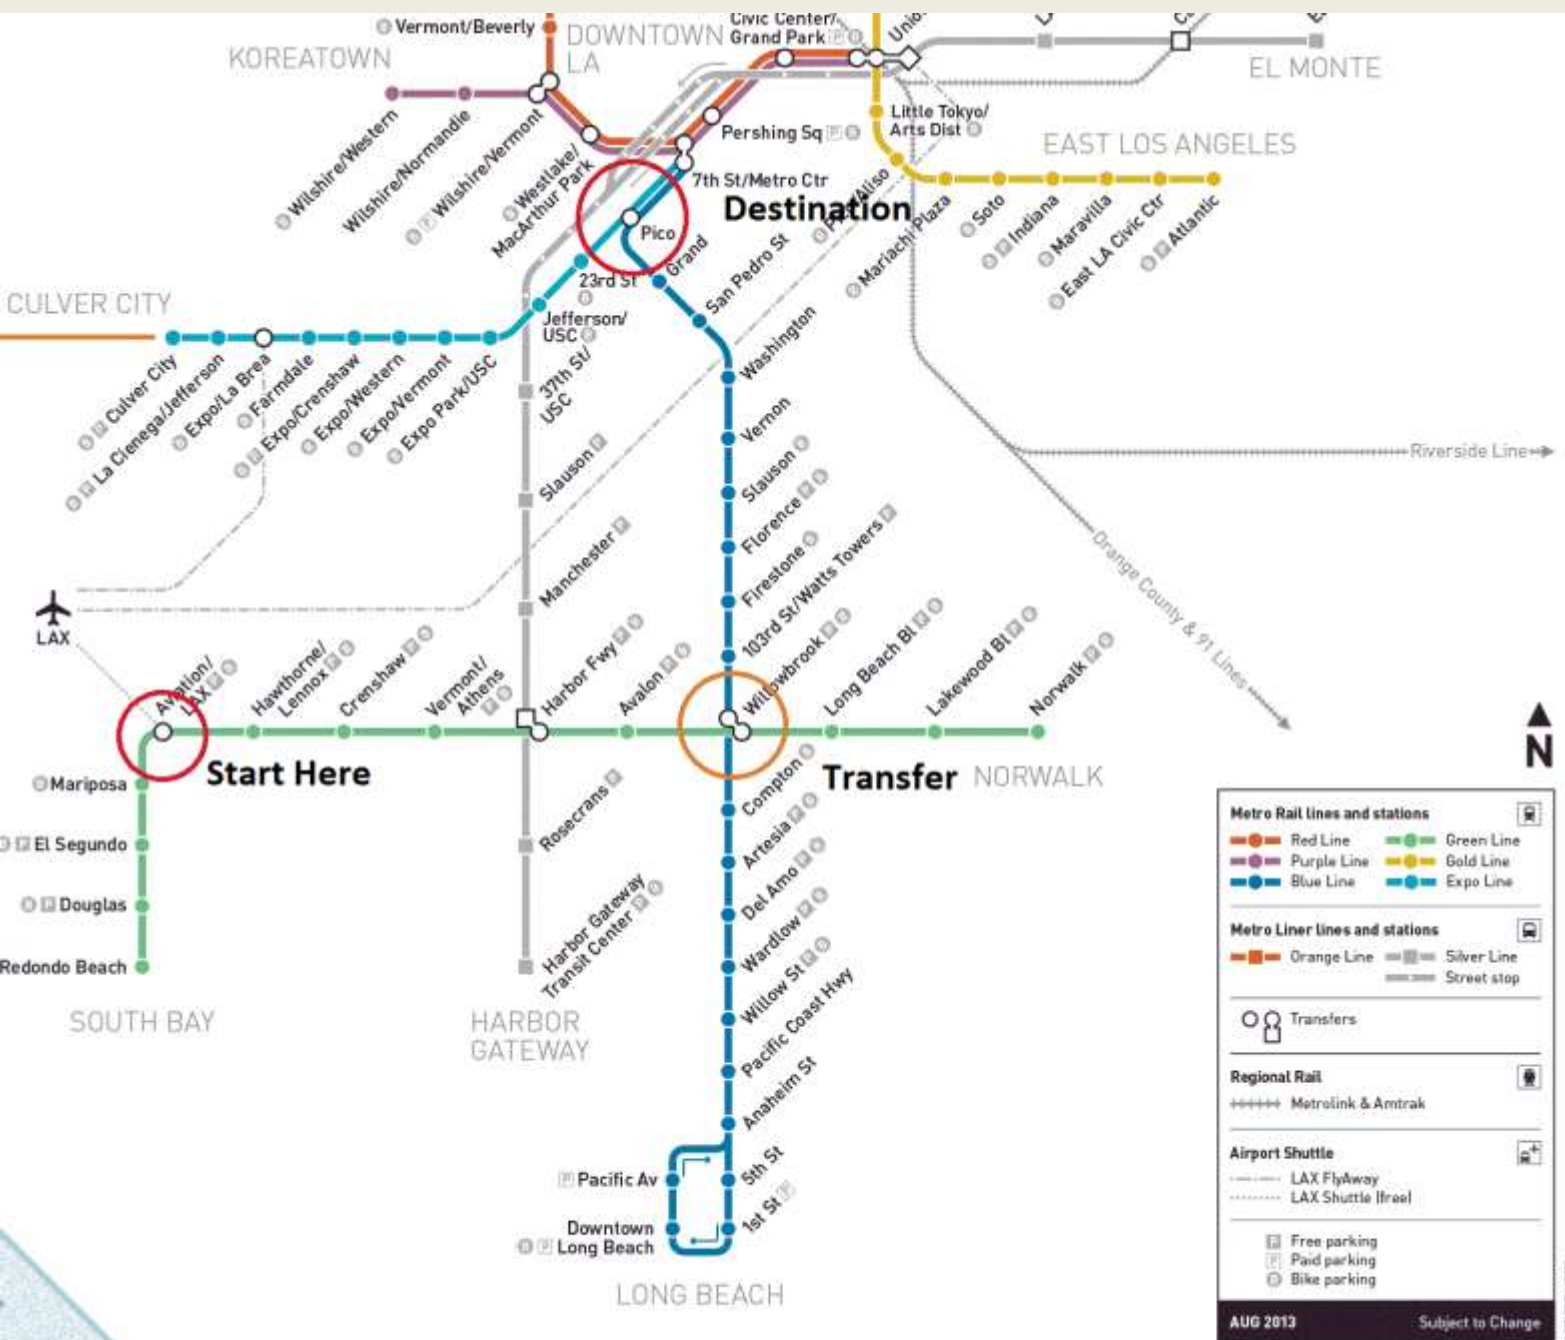 Vermont/Beverly
DOWNTOWN
LA
Civic Center/
Grand Park P
KOREATOWN
EL MONTE
Wilshire/Western
Wilshire/Normandie
P Wilshire/Vermont
Westlake/
MacArthur Park
Pershing Sq P
7th St/Metro Ctr
Little Tokyo/
Arts Dist
EAST LOS ANGELES
Destination
Pico
Mariachi Plaza
Soto
P Indiana
Maravilla
East LA Civic Ctr
P Atlantic
Grand
San Pedro St
Washington
Vernon
Slauson
Florence P
Firestone
103rd St/Watts Towers P
Willowbrook P
CULVER CITY
23rd St
Jefferson/
USC
P Culver City
P La Cienega/Jefferson
Expo/La Brea
Farmdale
P Expo/Crenshaw
Expo/Western
Expo/Vermont
Expo Park/USC
37th St/
USC
Slauson P
Manchester P
Riverside Line
Orange County & 91 Lines
LAX
Aviation/
LAX P
Hawthorne/
Lennox P
Crenshaw P
Vermont/
Athens
P
Harbor Fwy P
Avalon P
Long Beach Bl P
Lakewood Bl P
Norwalk P
Start Here
Transfer
NORWALK
N
Mariposa
P El Segundo
P Douglas
Redondo Beach
SOUTH BAY
Rosecrans P
Harbor Gateway
Transit Center P
HARBOR
GATEWAY
Compton
Artesia P
Del Amo P
Wardlow P
Willow St P
Pacific Coast Hwy
Anaheim St
5th St
1st St P
P Pacific Av
Downtown
P Long Beach
LONG BEACH
Metro Rail lines and stations
Red Line
Green Line
Purple Line
Gold Line
Blue Line
Expo Line
Metro Liner lines and stations
Orange Line
Silver Line
Street stop
Transfers
Regional Rail
Metrolink & Amtrak
Airport Shuttle
LAX FlyAway
LAX Shuttle (free)
P Free parking
P Paid parking
Bike parking
AUG 2013
Subject to Change